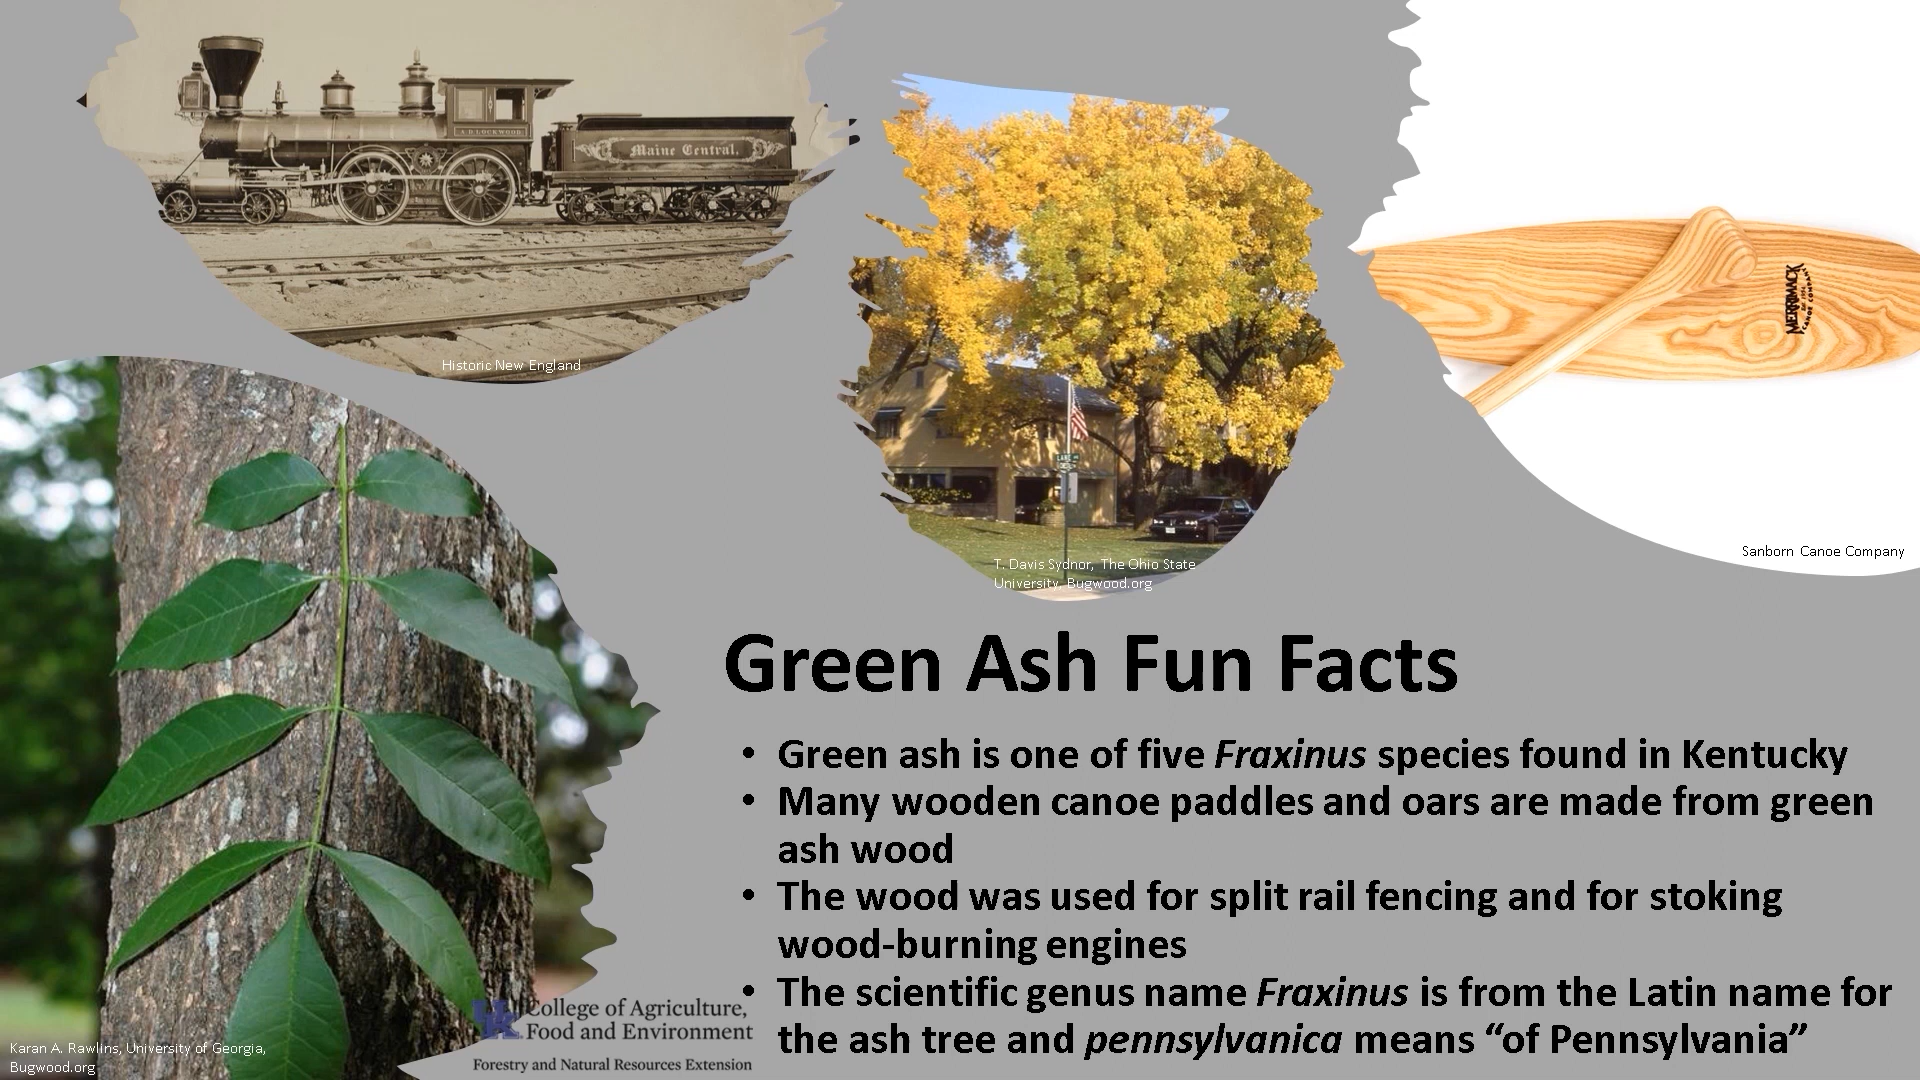 A D LOCKWOOD
Maine Central.
Historic New England
LANE
T. Davis Sydnor, The Ohio State
University, Bugwood.org
MERRIMACK
CANOE COMPANY
Sanborn Canoe Company
Green Ash Fun Facts
• Green ash is one of five Fraxinus species found in Kentucky
• Many wooden canoe paddles and oars are made from green
ash wood
• The wood was used for split rail fencing and for stoking
wood-burning engines
• The scientific genus name Fraxinus is from the Latin name for
the ash tree and pennsylvanica means “of Pennsylvania”
UK College of Agriculture,
Food and Environment
Forestry and Natural Resources Extension
Karan A. Rawlins, University of Georgia,
Bugwood.org